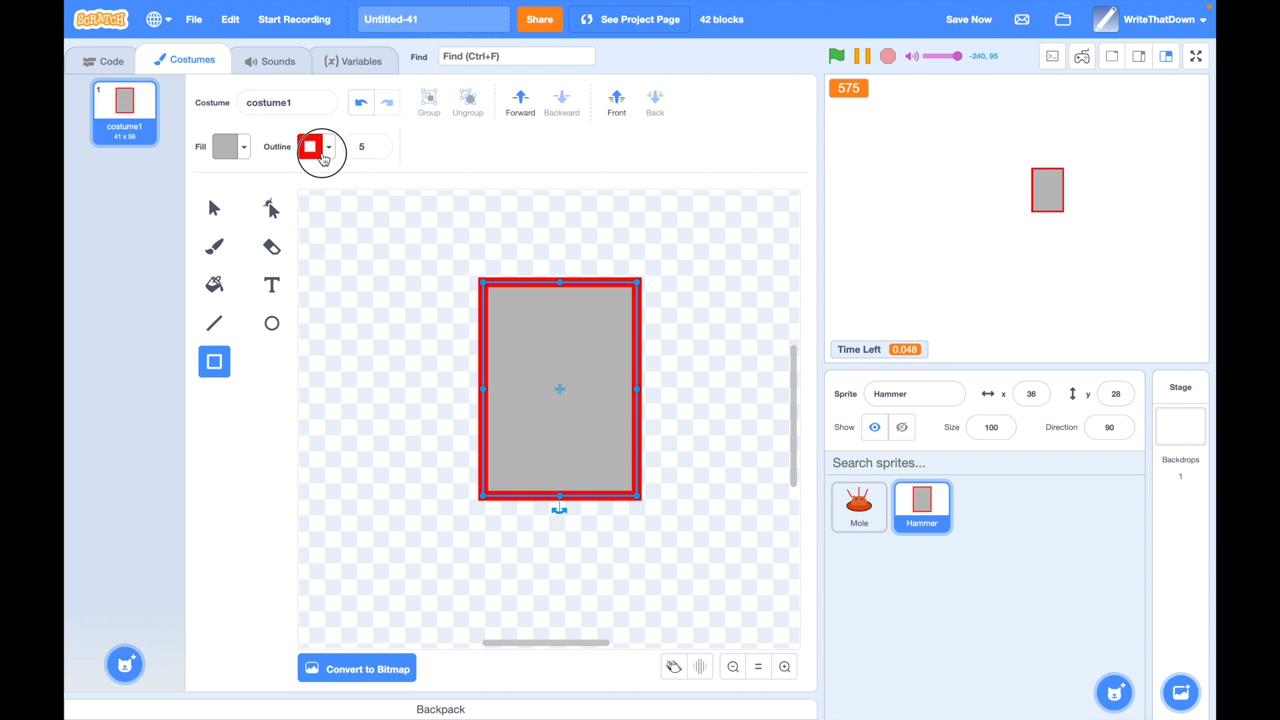 SCRATCH File Edit Start Recording Untitled-41 Share See Project Page 42 blocks Save Now WriteThatDown
Code Costumes Sounds (x) Variables Find Find (Ctrl+F) -240, 95
1
costume1
41 x 56
Costume costume1 Group Ungroup Forward Backward Front Back
Fill Outline 5
575
Time Left 0.048
Sprite Hammer x 36 y 28
Show Size 100 Direction 90
Stage
Backdrops
1
Search sprites...
Mole
Hammer
T
Convert to Bitmap
Backpack